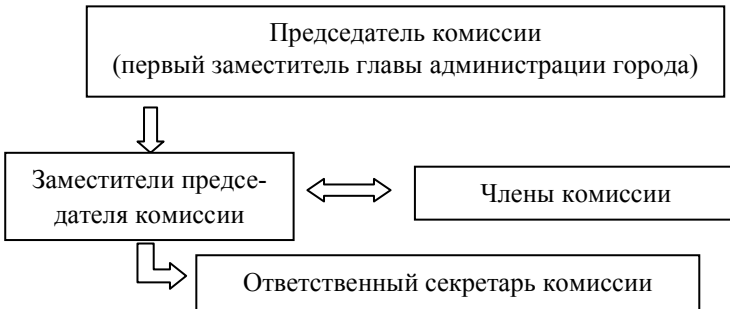 Председатель комиссии
(первый заместитель главы администрации города)
Заместители предсе-
дателя комиссии
Члены комиссии
Ответственный секретарь комиссии